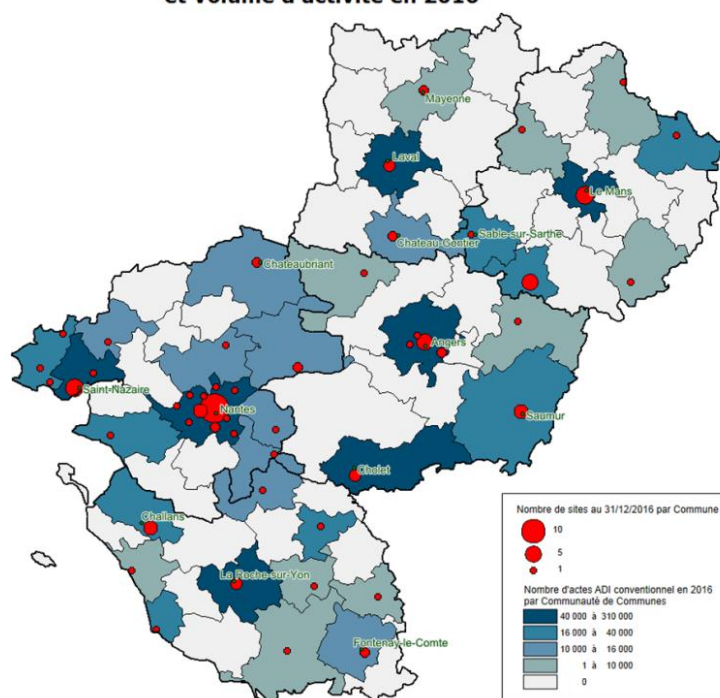 et volume d'activité en 2016
Mayenne
Laval
Le Mans
Chateau-Gontier
Sable-sur-Sarthe
Chateaubriant
Angers
Saint-Nazaire
Nantes
Saumur
Cholet
Challans
La Roche-sur-Yon
Fontenay-le-Comte
Nombre de sites au 31/12/2016 par Commune
10
5
1
Nombre d'actes ADI conventionnel en 2016
par Communauté de Communes
40 000 à 310 000
16 000 à 40 000
10 000 à 16 000
1 à 10 000
0